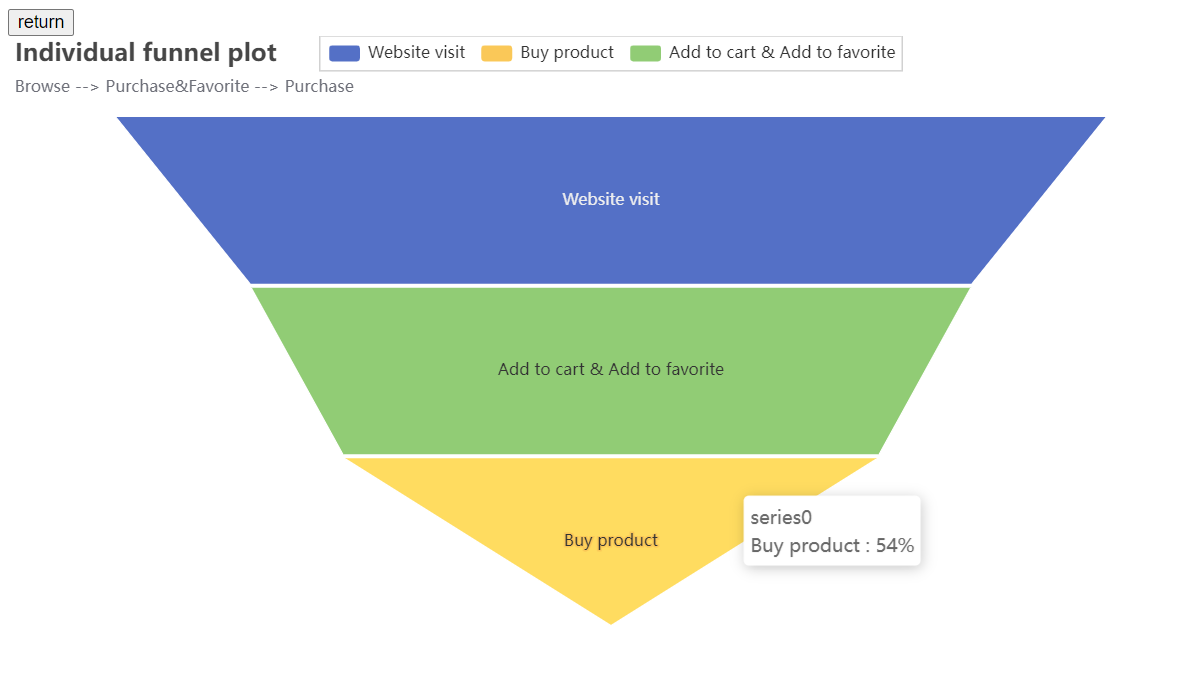 return
Individual funnel plot
Website visit
Buy product
Add to cart & Add to favorite
Browse --> Purchase&Favorite --> Purchase
Website visit
Add to cart & Add to favorite
Buy product
series0
Buy product : 54%